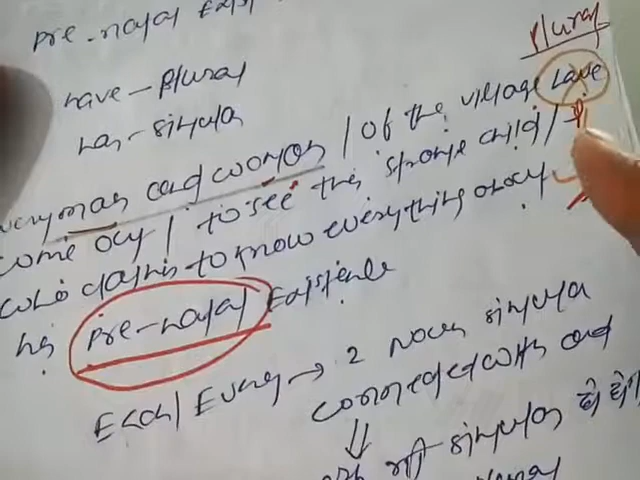 Pre-natal Exist
Plural
have - Plural
has - singular
Every man and woman / of the village have
come out / to see the strange child /
who claims to know everything about
his pre-natal Existence
Each / Every → 2 noun singular
connected with and
⇓
singular